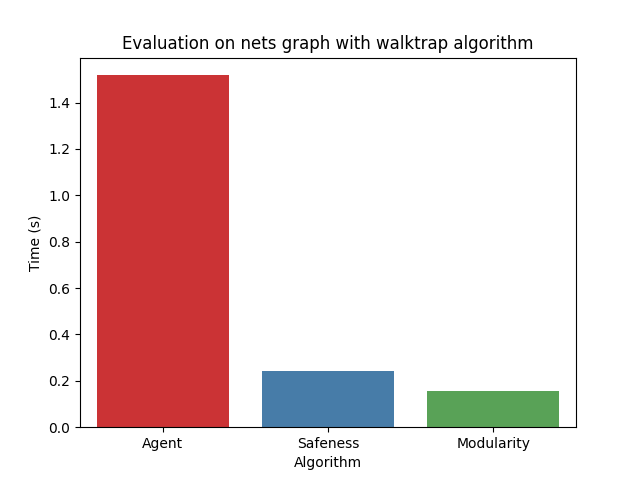 Evaluation on nets graph with walktrap algorithm
1.4
1.2
1.0
0.8
0.6
0.4
0.2
0.0
Time (s)
Agent Safeness Modularity
Algorithm